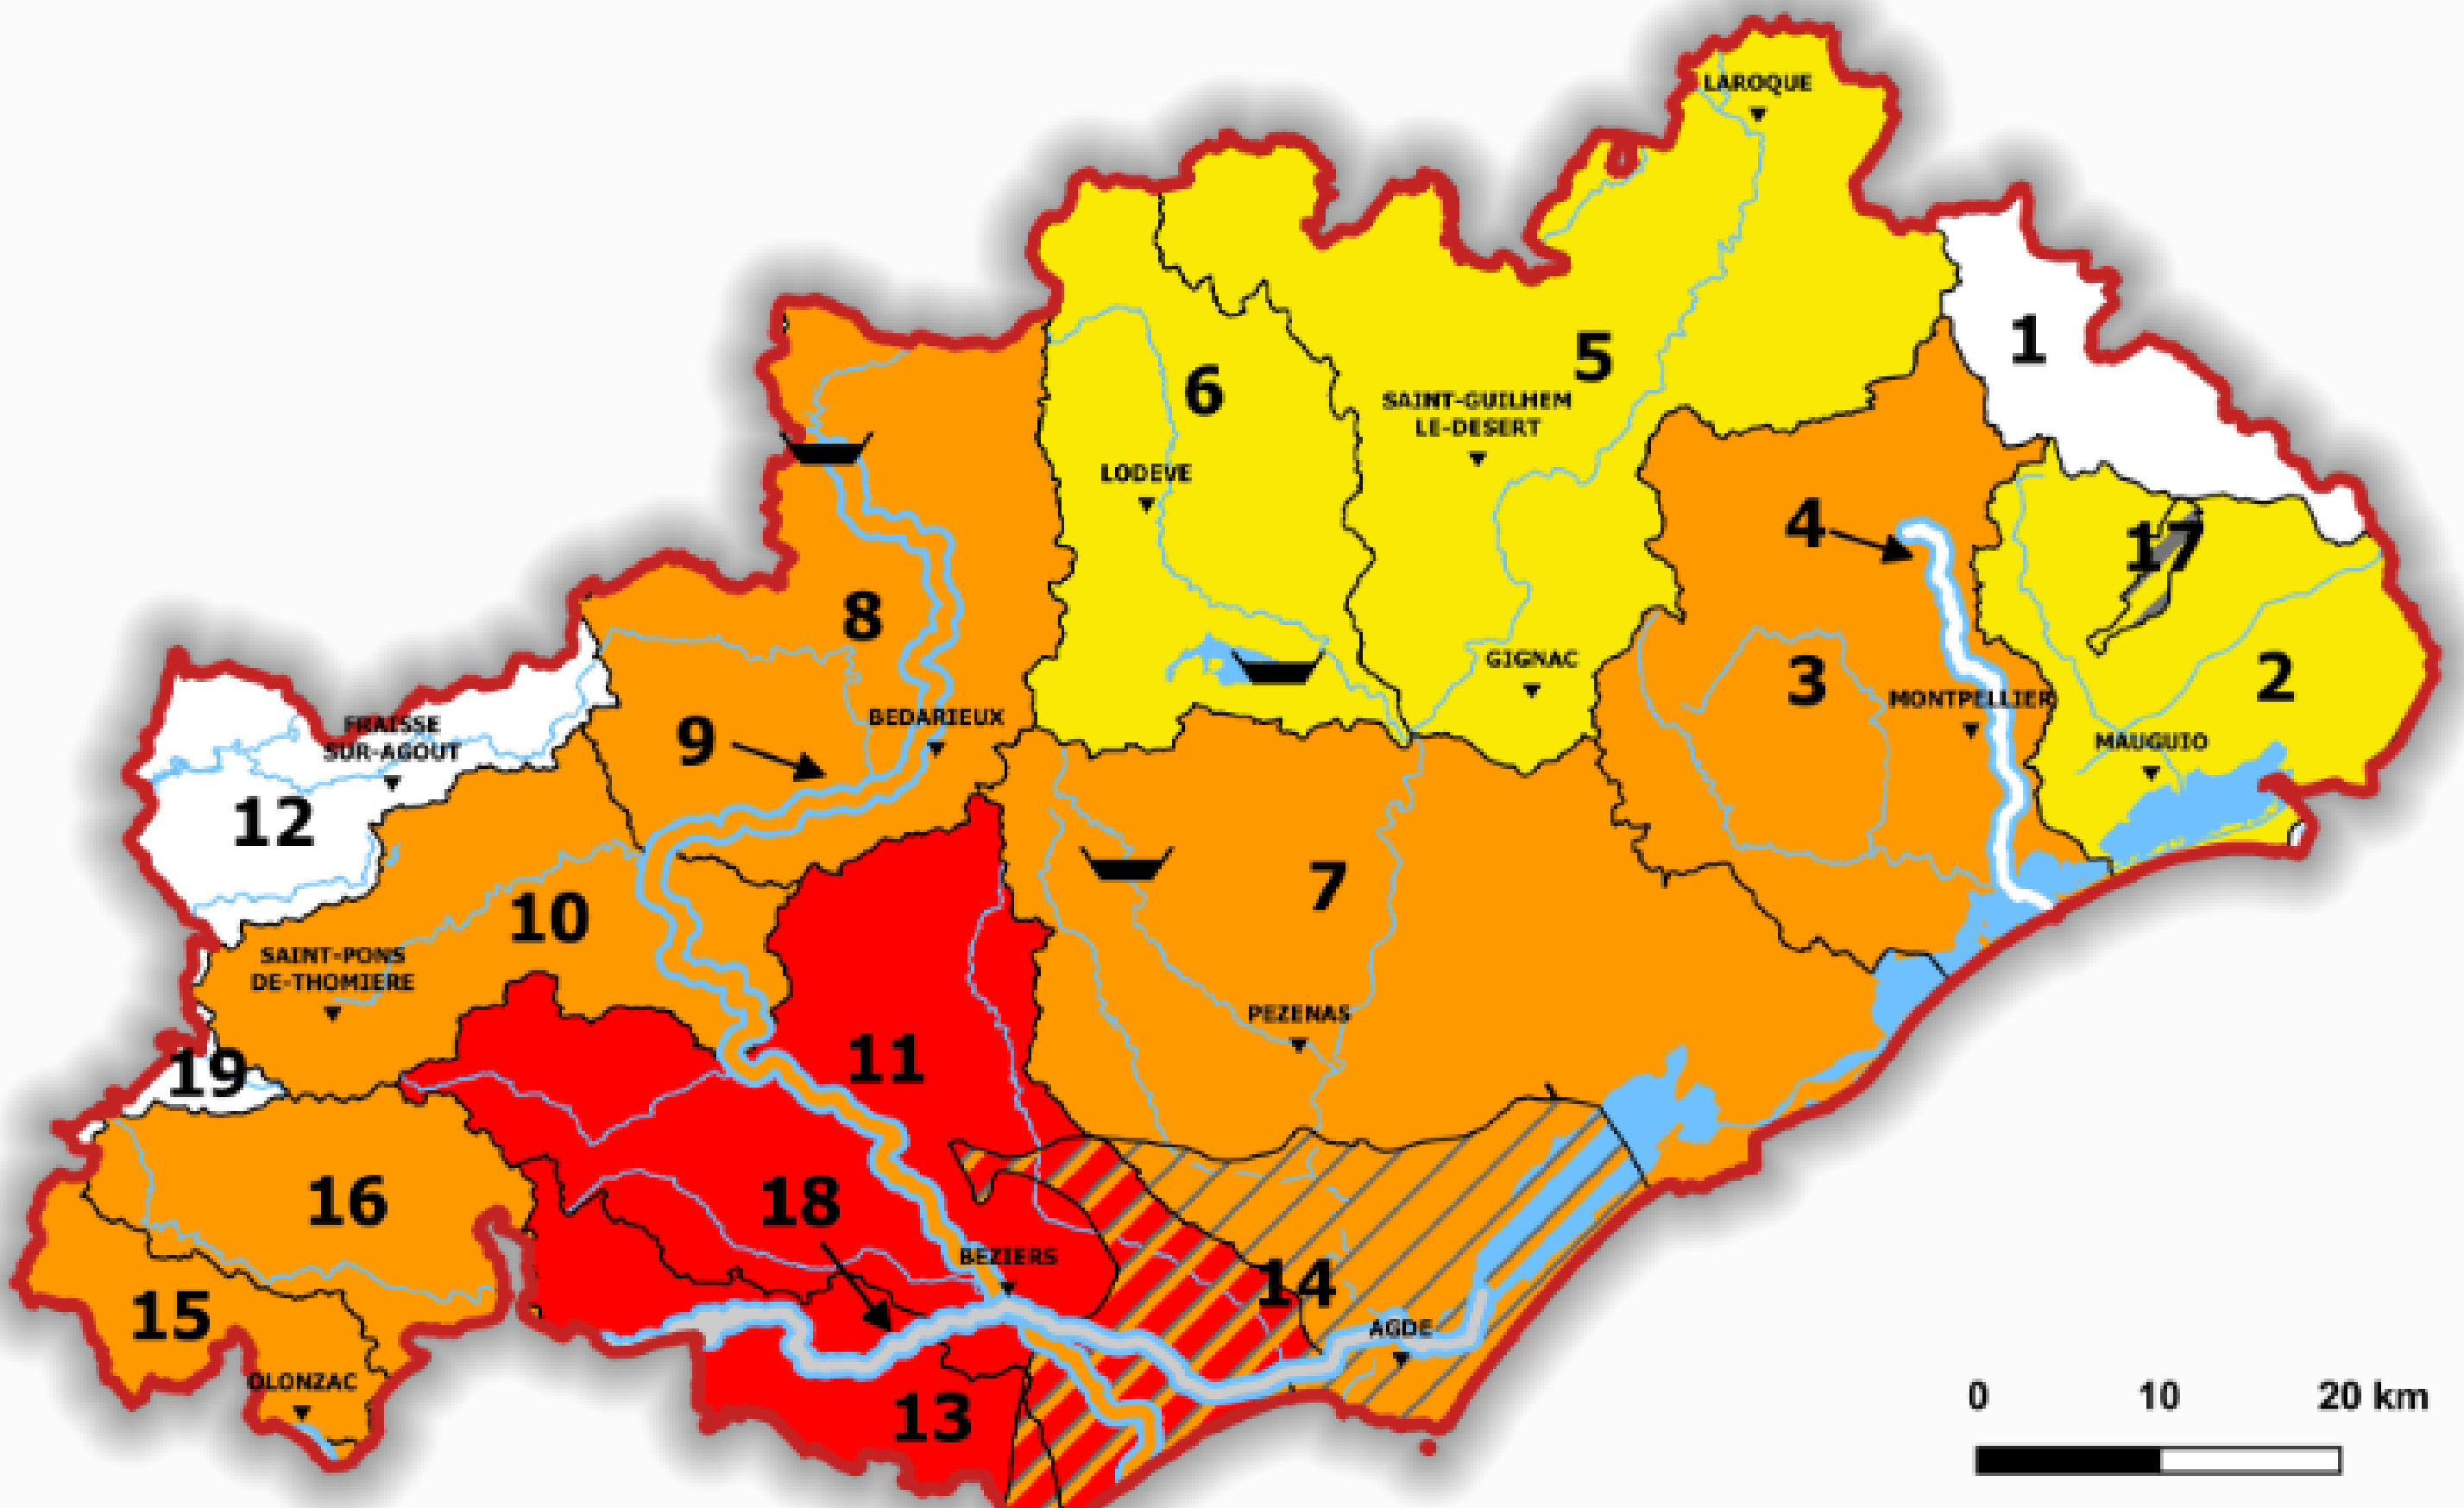 LAROQUE
1
5
6
SAINT-GUILHEM
LE-DESERT
LODEVE
4
17
8
GIGNAC
3
2
MONTPELLIER
BEDARIEUX
9
MAUGUIO
FRAISSE
SUR-AGOUT
12
7
10
SAINT-PONS
DE-THOMIERE
PEZENAS
11
19
16
18
BEZIERS
14
15
AGDE
OLONZAC
13
0 10 20 km